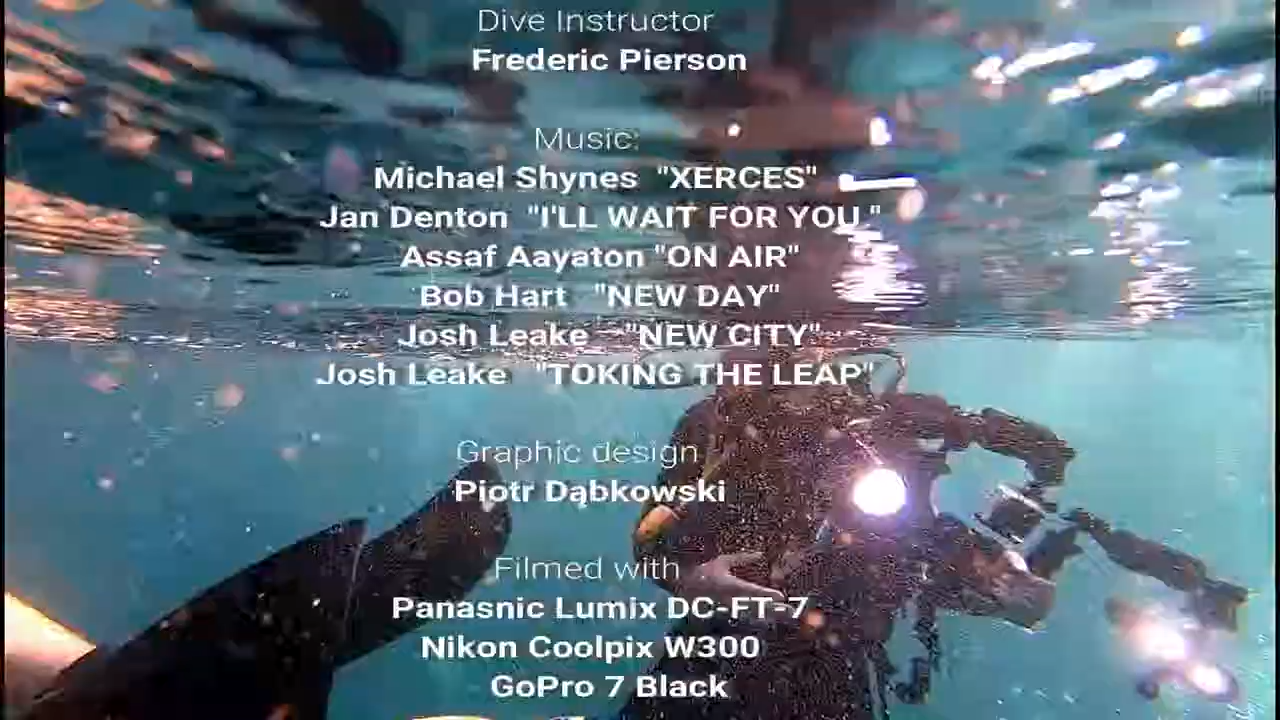 Dive Instructor
Frederic Pierson
Music:
Michael Shynes "XERCES"
Jan Denton "I'LL WAIT FOR YOU "
Assaf Aayaton "ON AIR"
Bob Hart "NEW DAY"
Josh Leake "NEW CITY"
Josh Leake "TOKING THE LEAP"
Graphic design
Piotr Dąbkowski
Filmed with
Panasnic Lumix DC-FT-7
Nikon Coolpix W300
GoPro 7 Black